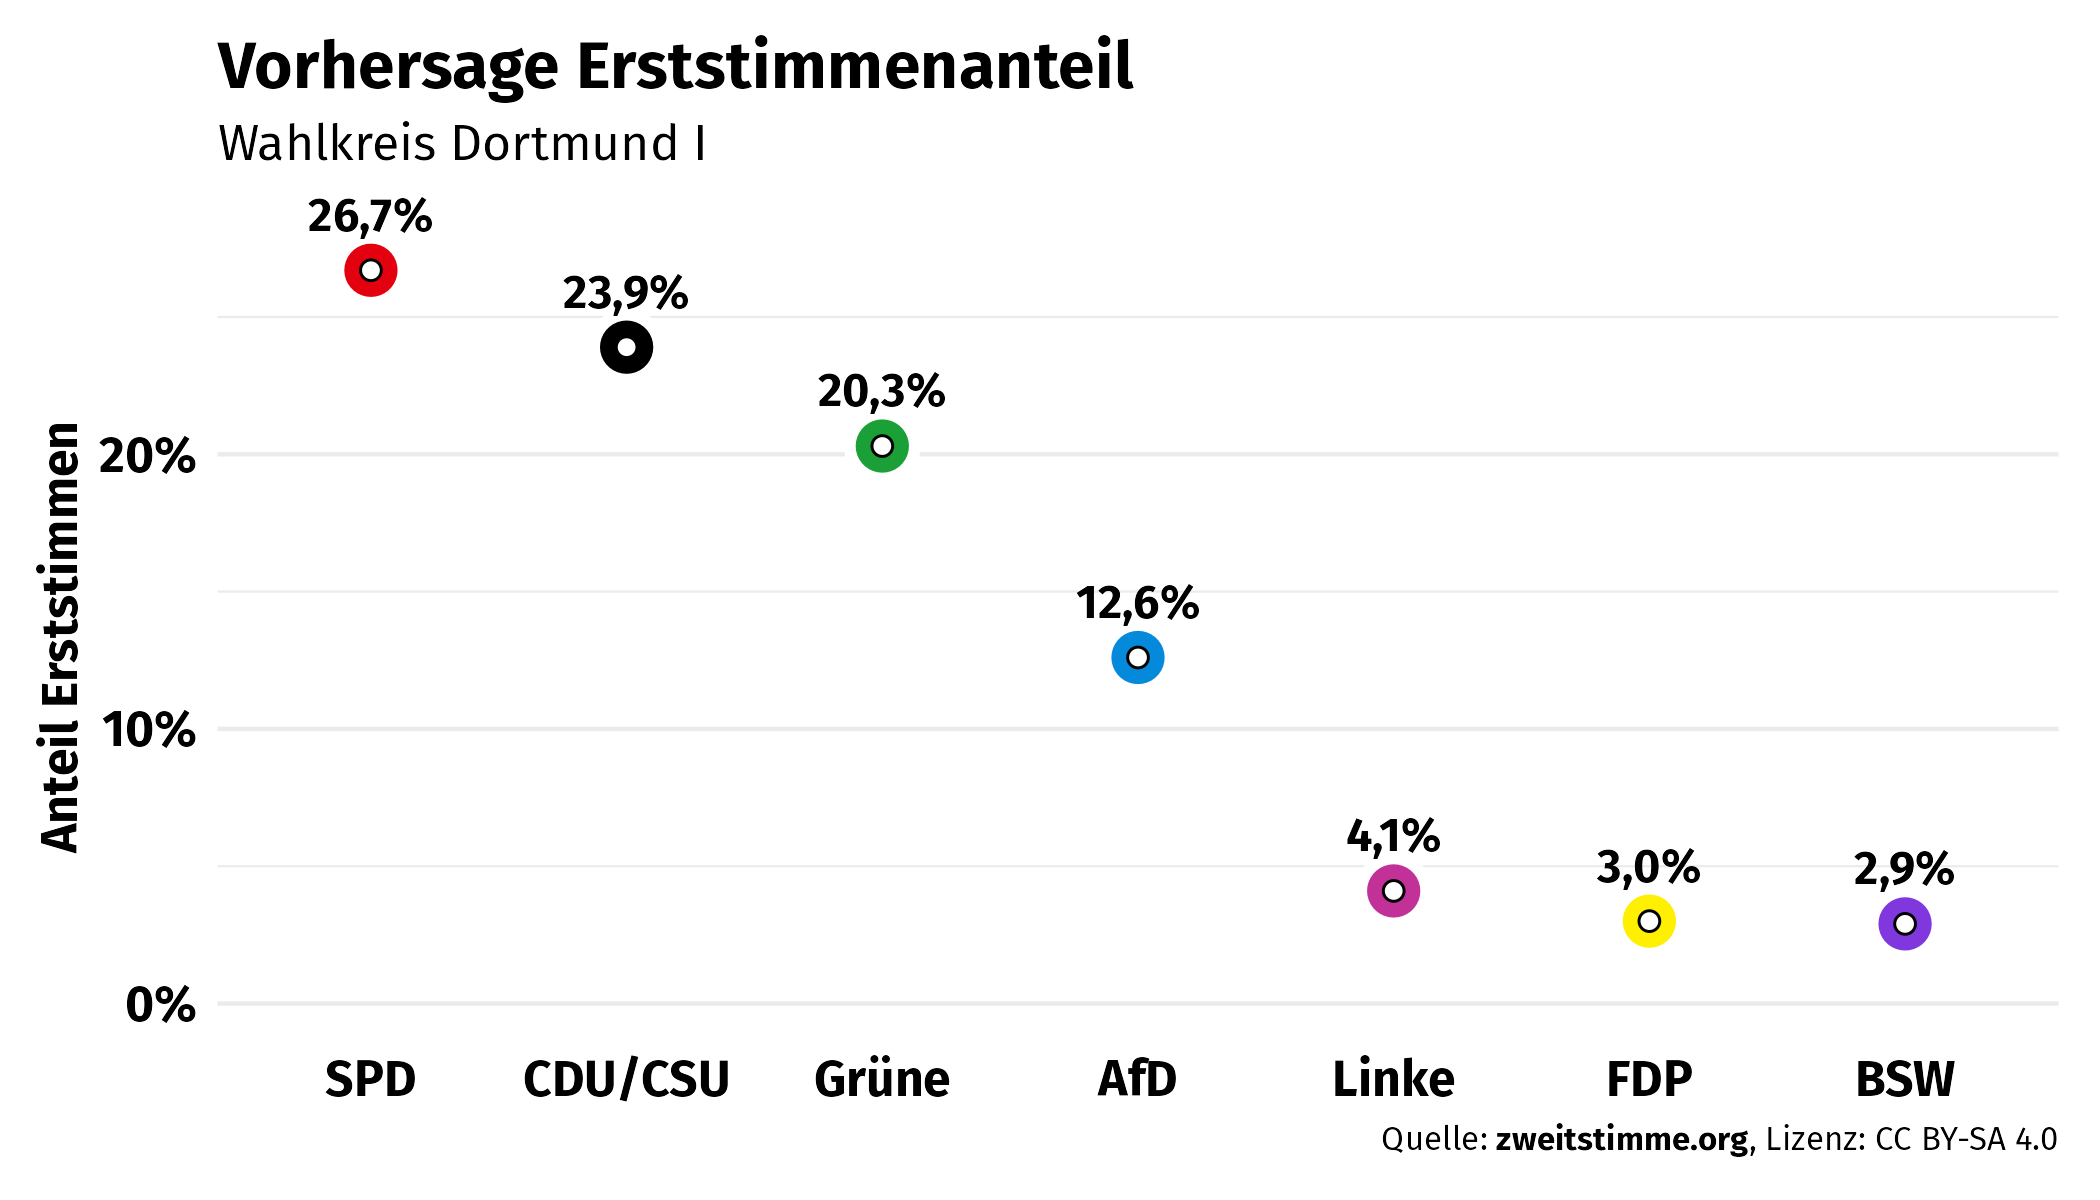 Vorhersage Erststimmenanteil
Wahlkreis Dortmund I
26,7%
23,9%
20,3%
12,6%
4,1%
3,0%
2,9%
Anteil Erststimmen
20%
10%
0%
SPD CDU/CSU Grüne AfD Linke FDP BSW
Quelle: zweitstimme.org, Lizenz: CC BY-SA 4.0